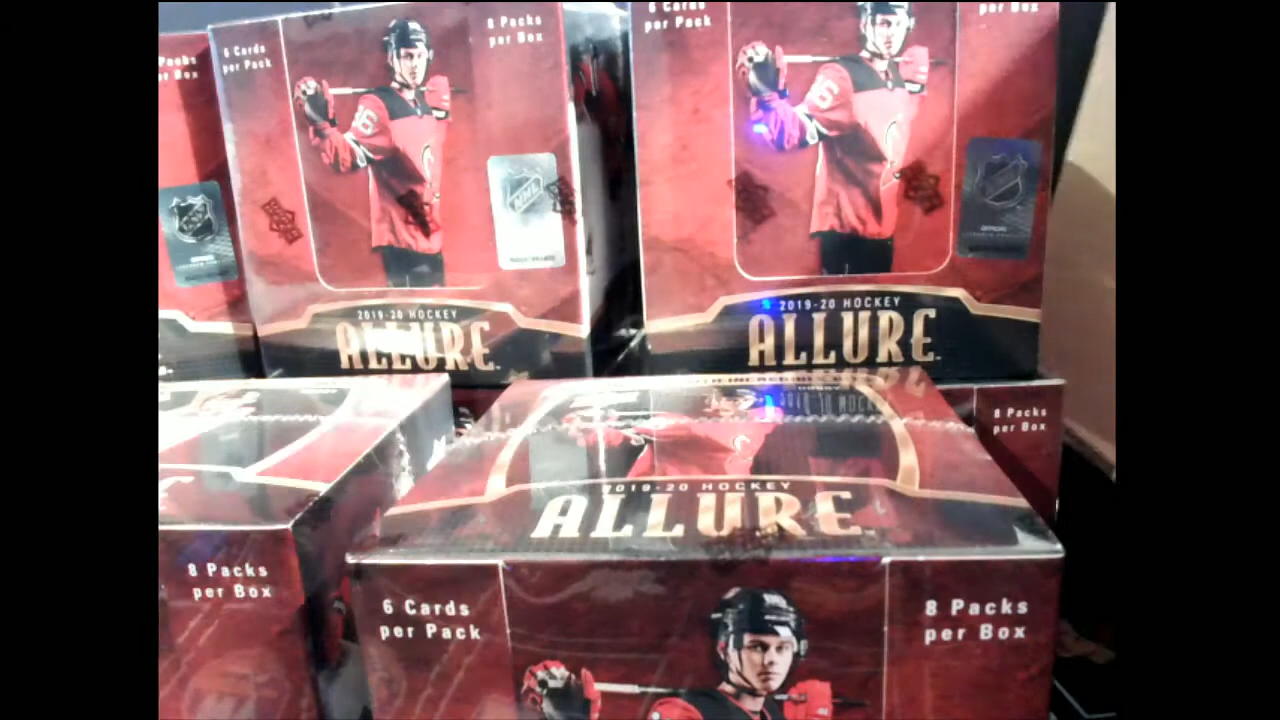 6 Cards
per Pack
8 Packs
per Box
6 Cards
per Pack
per Box
Packs
NHL
2019-20 HOCKEY
ALLURE
2019-20 HOCKEY
ALLURE
8 Packs
per Box
2019-20 HOCKEY
ALLURE
8 Packs
per Box
6 Cards
per Pack
8 Packs
per Box